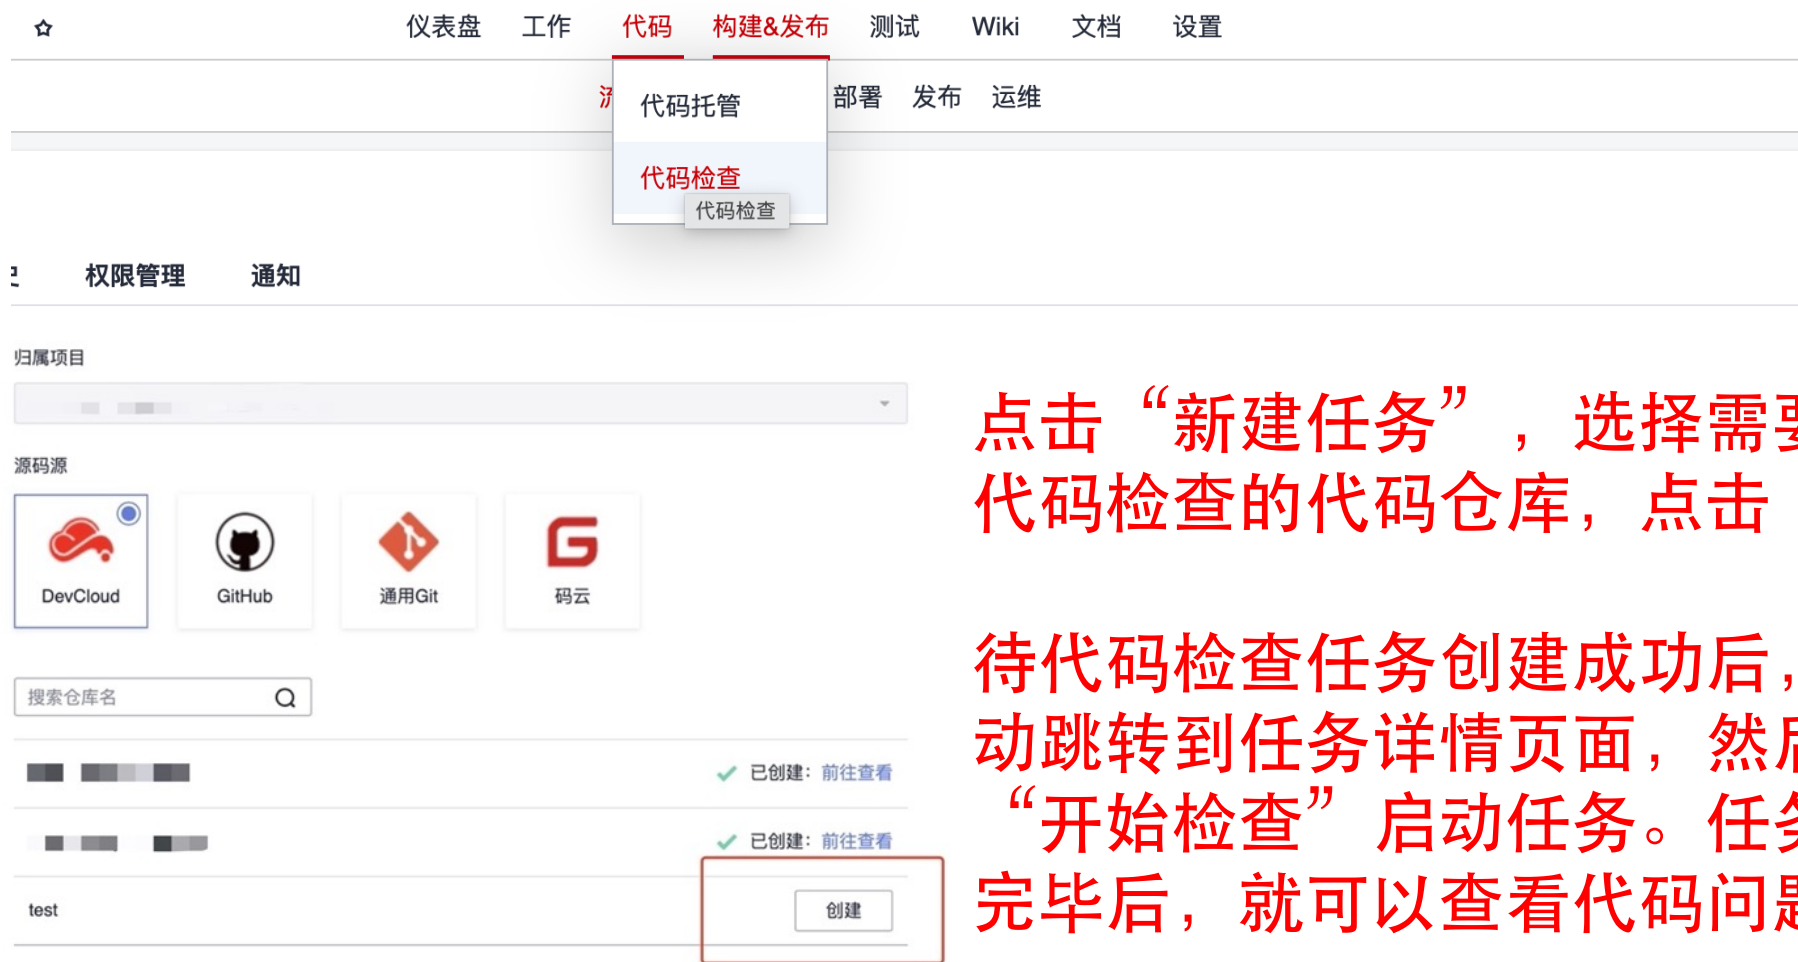 仪表盘 工作 代码 构建&发布 测试 Wiki 文档 设置
代码托管 部署 发布 运维
代码检查
代码检查
权限管理 通知
归属项目
源码源
DevCloud GitHub 通用Git 码云
搜索仓库名
已创建：前往查看
已创建：前往查看
test 创建
点击“新建任务”，选择需要
代码检查的代码仓库，点击
待代码检查任务创建成功后，
动跳转到任务详情页面，然后
“开始检查”启动任务。任务
完毕后，就可以查看代码问题